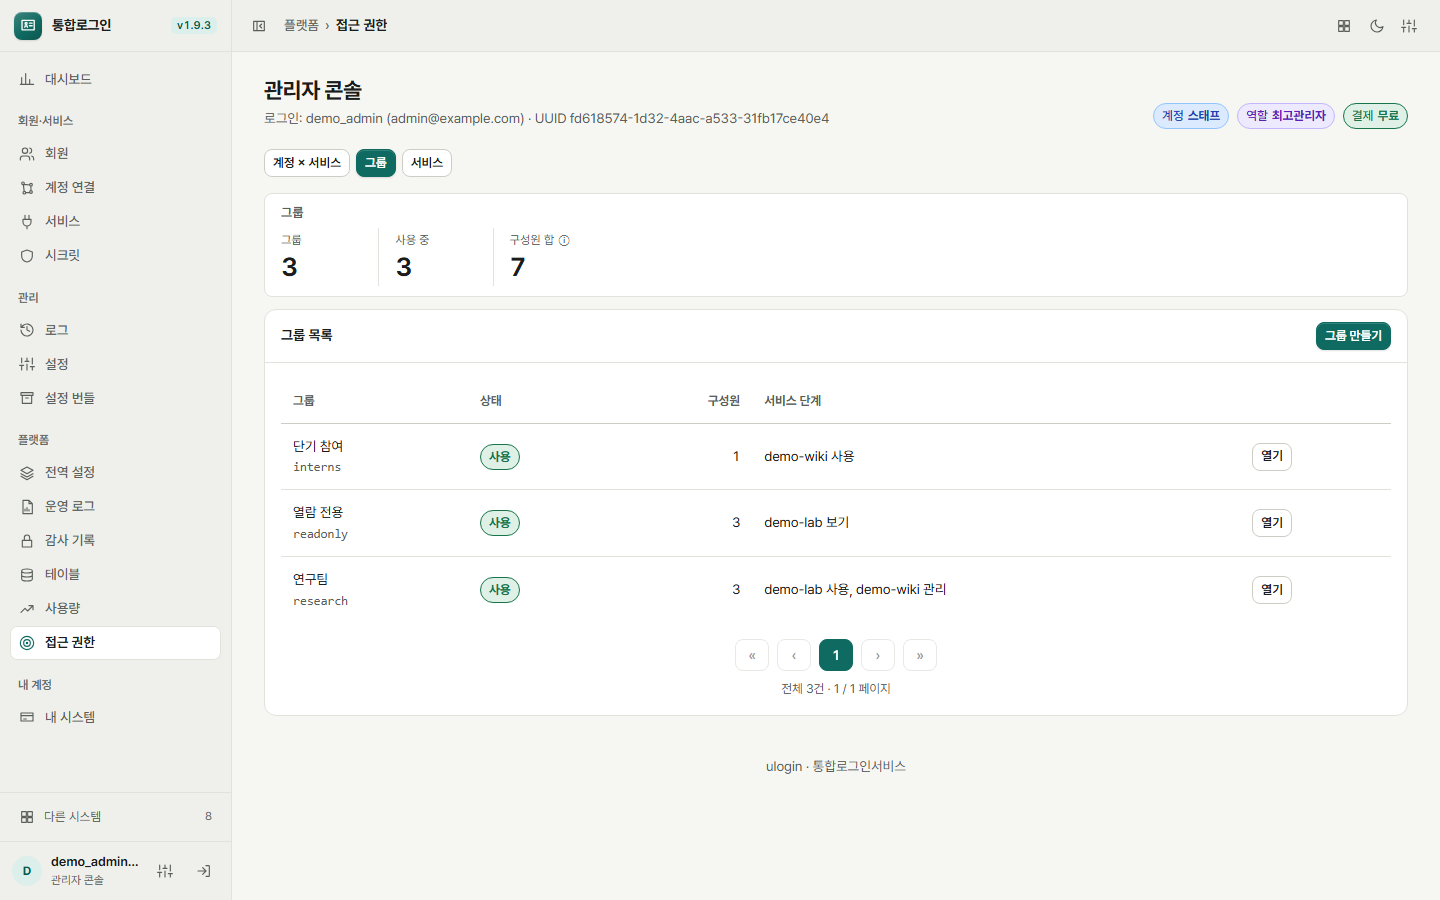 통합로그인
v1.9.3
플랫폼 › 접근 권한
대시보드
회원·서비스
회원
계정 연결
서비스
시크릿
관리
로그
설정
설정 번들
플랫폼
전역 설정
운영 로그
감사 기록
테이블
사용량
접근 권한
내 계정
내 시스템
다른 시스템
8
D
demo_admin...
관리자 콘솔
관리자 콘솔
로그인: demo_admin (admin@example.com) · UUID fd618574-1d32-4aac-a533-31fb17ce40e4
계정 스태프
역할 최고관리자
결제 무료
계정 × 서비스
그룹
서비스
그룹
그룹
사용 중
구성원 합
3
3
7
그룹 목록
그룹 만들기
그룹
상태
구성원
서비스 단계
단기 참여
interns
사용
1
demo-wiki 사용
열기
열람 전용
readonly
사용
3
demo-lab 보기
열기
연구팀
research
사용
3
demo-lab 사용, demo-wiki 관리
열기
« ‹ 1 › »
전체 3건 · 1 / 1 페이지
ulogin · 통합로그인서비스